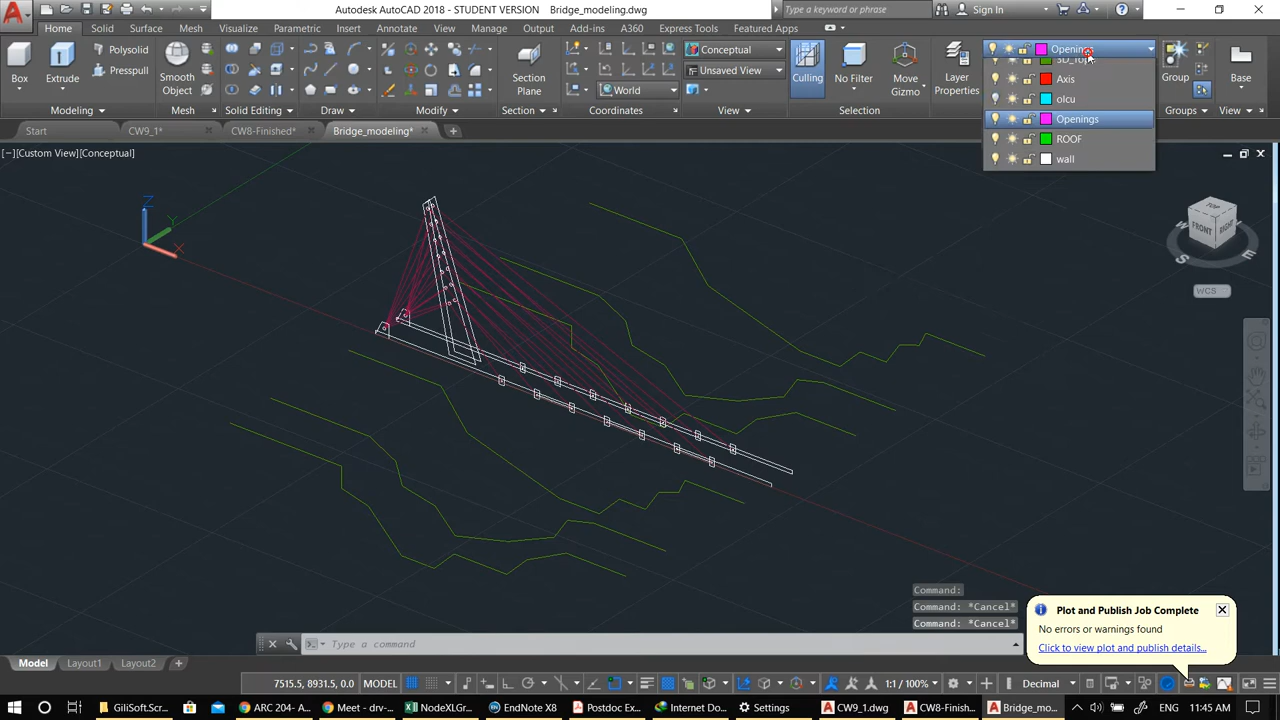 Autodesk AutoCAD 2018 - STUDENT VERSION Bridge_modeling.dwg
Type a keyword or phrase
Sign In
Home Solid Surface Mesh Visualize Parametric Insert Annotate View Manage Output Add-ins A360 Express Tools Featured Apps
Box
Extrude
Polysolid
Presspull
Smooth Object
Conceptual
Unsaved View
World
Section Plane
Culling
No Filter
Move Gizmo
Layer Properties
Group
Base
Modeling
Mesh
Solid Editing
Draw
Modify
Section
Coordinates
View
Selection
Groups
View
Axis
olcu
Openings
ROOF
wall
Start
CW9_1*
CW8-Finished*
Bridge_modeling*
[−][Custom View][Conceptual]
Z
Y
X
TOP
FRONT
RIGHT
W
S
E
WCS
Command:
Command: *Cancel*
Command: *Cancel*
Type a command
Plot and Publish Job Complete
No errors or warnings found
Click to view plot and publish details...
Model Layout1 Layout2
7515.5, 8931.5, 0.0 MODEL
1:1 / 100%
Decimal
GiliSoft.Scr...
ARC 204- ...
Meet - drv-...
NodeXLGr...
EndNote X8
Postdoc Exp...
Internet Do...
Settings
CW9_1.dwg
CW8-Finish...
Bridge_mo...
11:45 AM